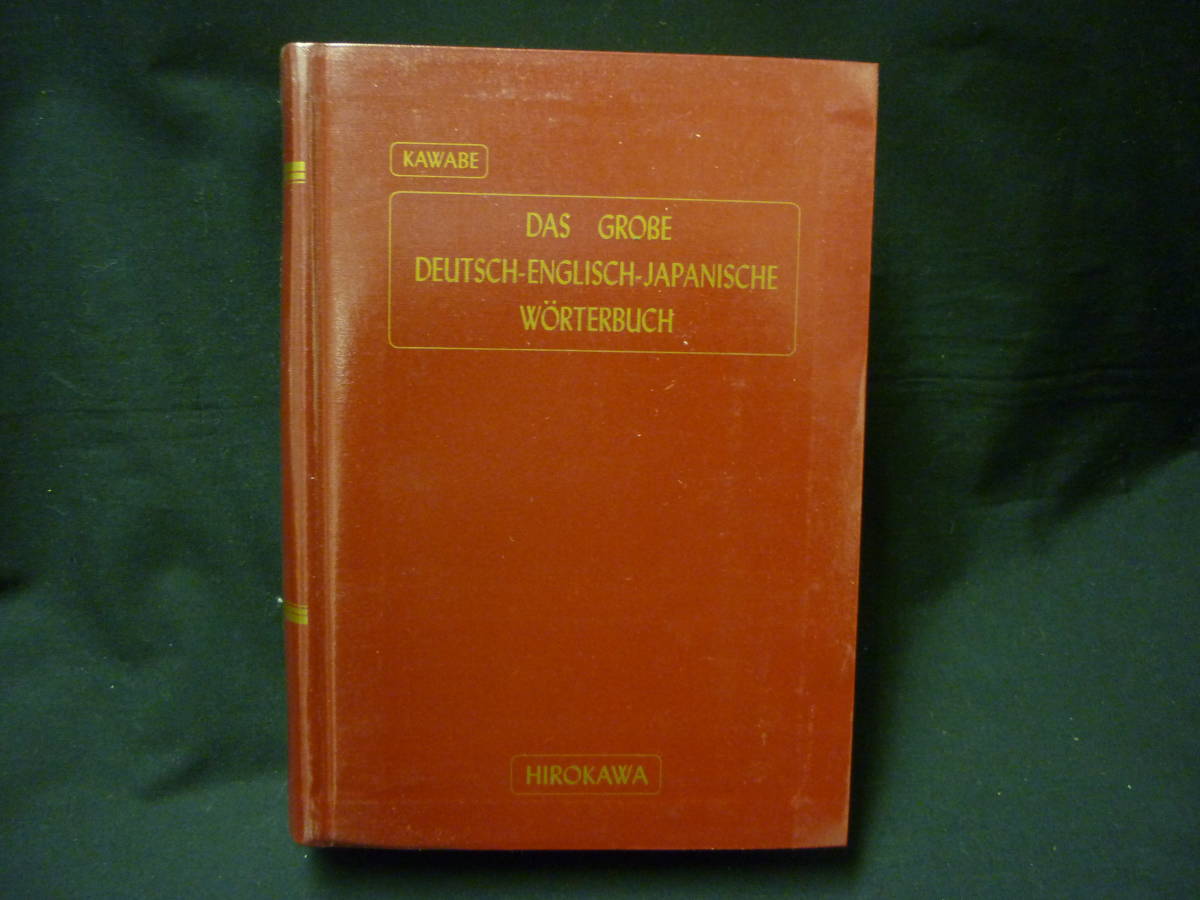 KAWABE
DAS GROßE
DEUTSCH-ENGLISCH-JAPANISCHE
WÖRTERBUCH
HIROKAWA